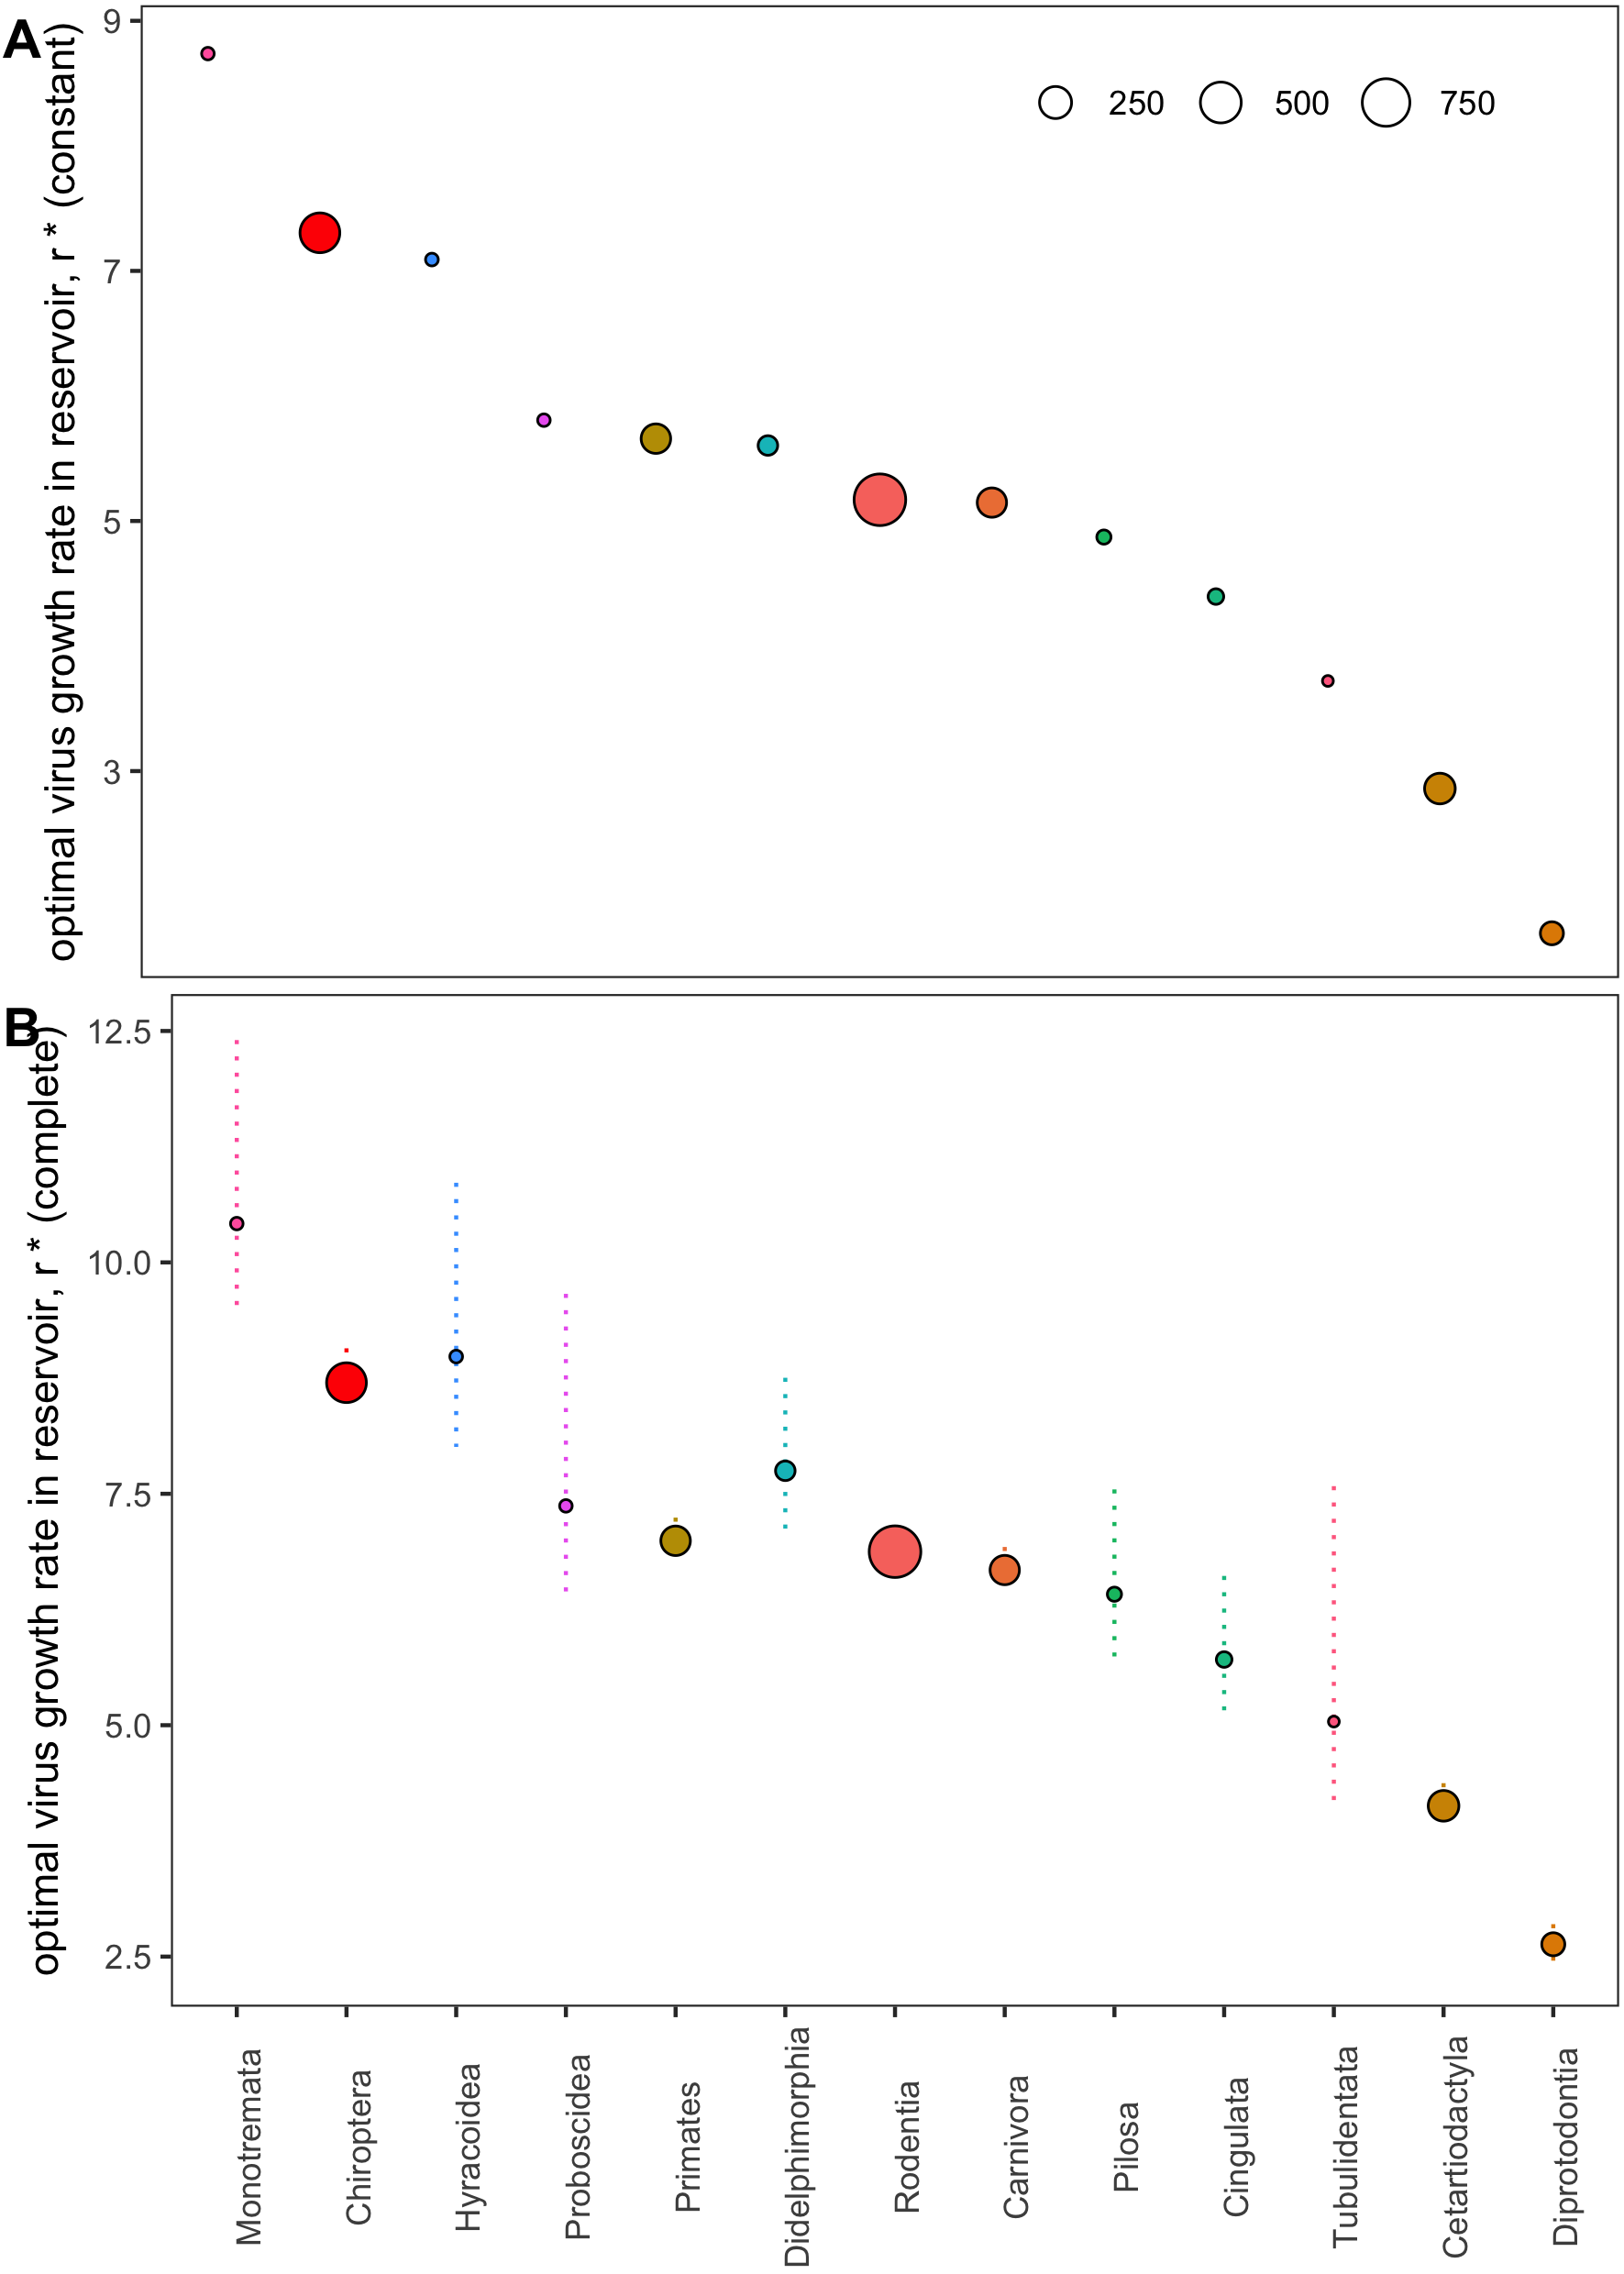 A
optimal virus growth rate in reservoir, r * (constant)
9
7
5
3
250 500 750
B
optimal virus growth rate in reservoir, r * (complete)
12.5
10.0
7.5
5.0
2.5
Monotremata
Chiroptera
Hyracoidea
Proboscidea
Primates
Didelphimorphia
Rodentia
Carnivora
Pilosa
Cingulata
Tubulidentata
Cetartiodactyla
Diprotodontia